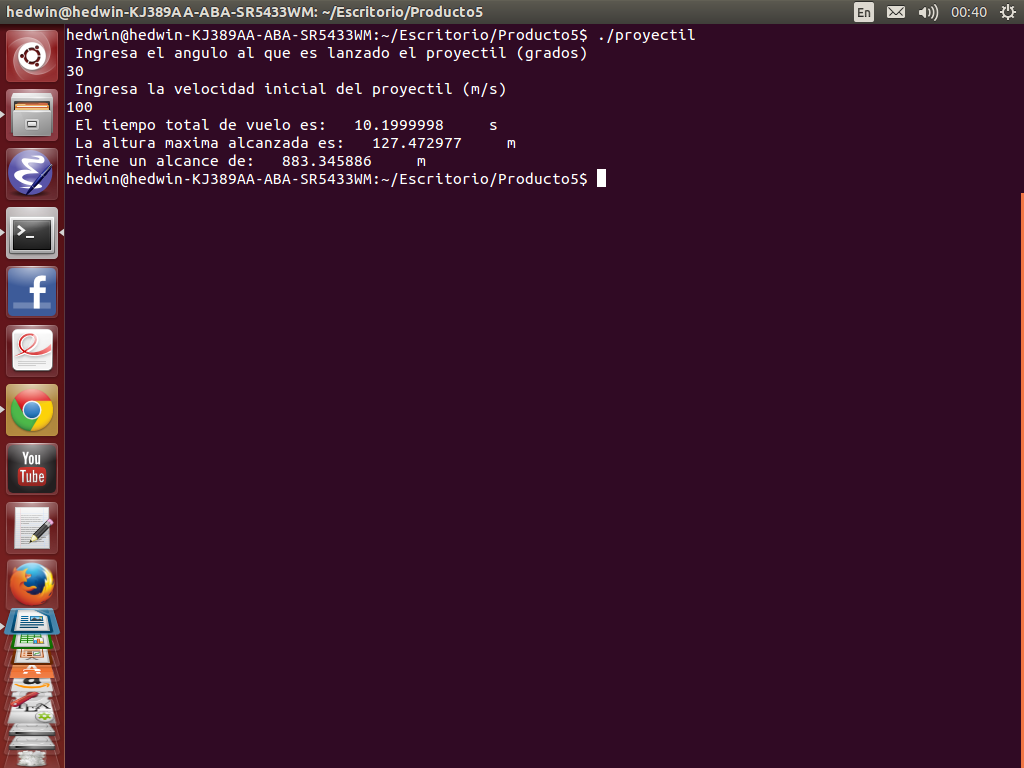 hedwin@hedwin-KJ389AA-ABA-SR5433WM: ~/Escritorio/Producto5
En
00:40
hedwin@hedwin-KJ389AA-ABA-SR5433WM:~/Escritorio/Producto5$ ./proyectil
Ingresa el angulo al que es lanzado el proyectil (grados)
30
Ingresa la velocidad inicial del proyectil (m/s)
100
El tiempo total de vuelo es:   10.1999998     s
La altura maxima alcanzada es:   127.472977     m
Tiene un alcance de:   883.345886     m
hedwin@hedwin-KJ389AA-ABA-SR5433WM:~/Escritorio/Producto5$
You
Tube